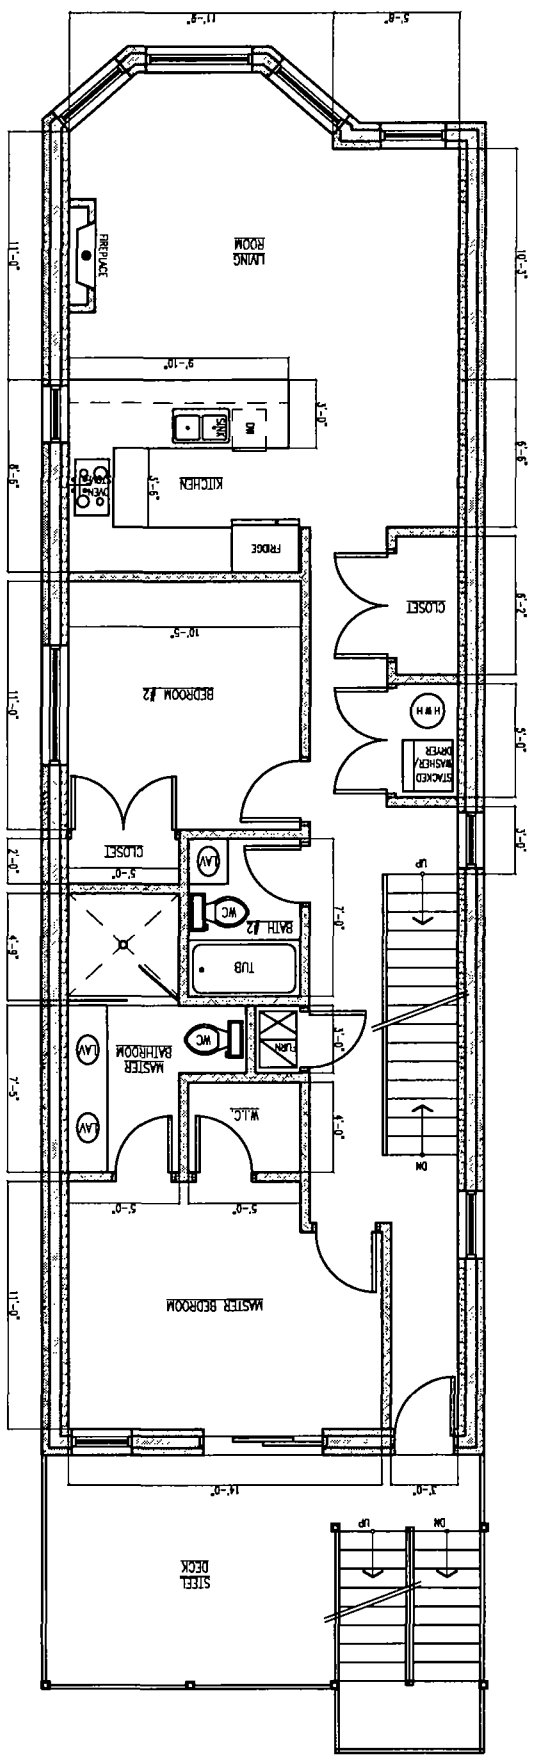 11'-9"
5'-8"
11'-0"
FIREPLACE
LIVING
ROOM
10'-3"
9'-10"
3'-0"
SINK
DW
8'-6"
OVEN
STOVE
KITCHEN
6'-6"
FRIDGE
10'-5"
CLOSET
6'-2"
BEDROOM #2
11'-0"
HWH
STACKED
WASHER/
DRYER
5'-0"
CLOSET
5'-0"
2'-0"
LAV
WC
BATH #2
TUB
7'-0"
UP
3'-0"
4'-9"
MASTER
BATHROOM
WC
LAV
LAV
7'-5"
FURN
3'-0"
W.I.C.
4'-0"
DN
5'-0"
5'-0"
MASTER BEDROOM
11'-0"
14'-0"
3'-0"
STEEL
DECK
UP
DN